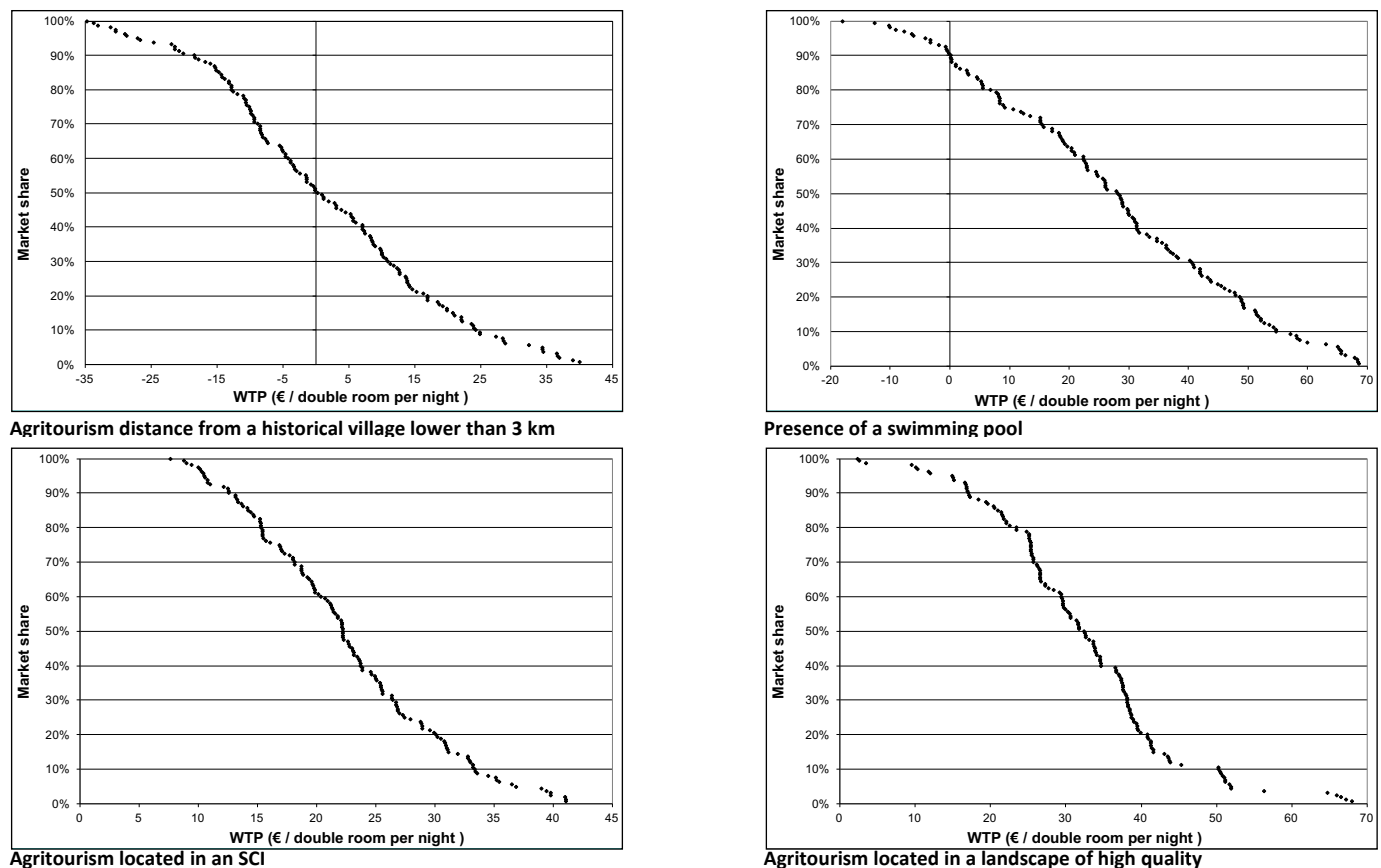 100%
90%
80%
70%
60%
50%
40%
30%
20%
10%
0%
Market share
-35 -25 -15 -5 5 15 25 35 45
WTP (€ / double room per night )
Agritourism distance from a historical village lower than 3 km
100%
90%
80%
70%
60%
50%
40%
30%
20%
10%
0%
Market share
-20 -10 0 10 20 30 40 50 60 70
WTP (€ / double room per night )
Presence of a swimming pool
100%
90%
80%
70%
60%
50%
40%
30%
20%
10%
0%
Market share
0 5 10 15 20 25 30 35 40 45
WTP (€ / double room per night )
Agritourism located in an SCI
100%
90%
80%
70%
60%
50%
40%
30%
20%
10%
0%
Market share
0 10 20 30 40 50 60 70
WTP (€ / double room per night )
Agritourism located in a landscape of high quality